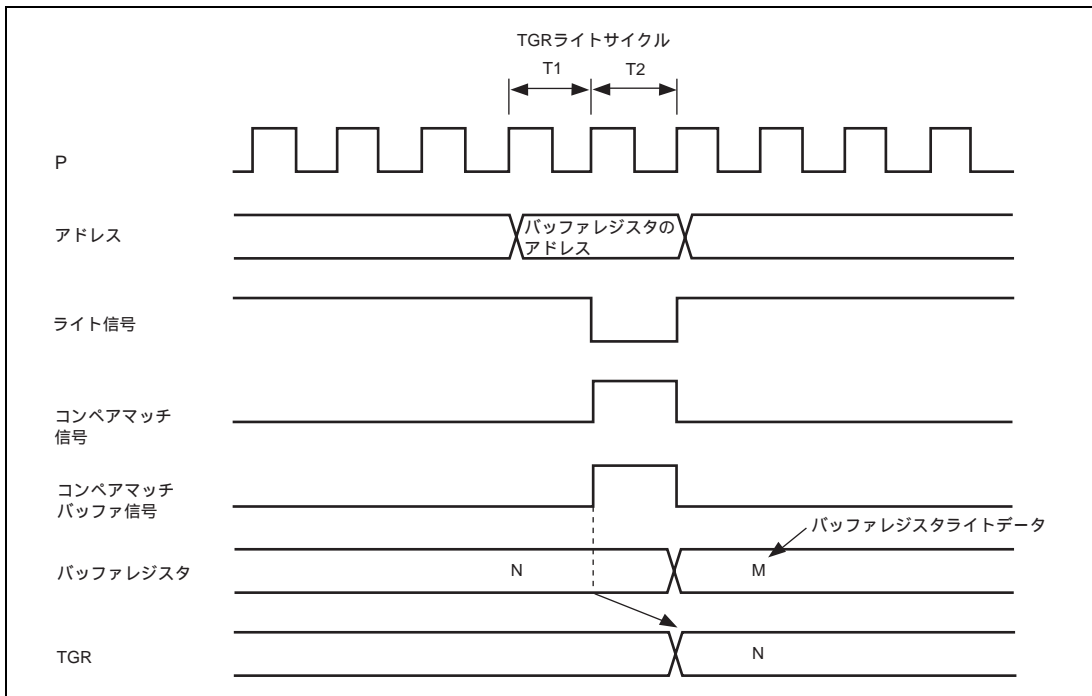 TGRライトサイクル
T1
T2
P
アドレス
バッファレジスタの
アドレス
ライト信号
コンペアマッチ
信号
コンペアマッチ
バッファ信号
バッファレジスタライトデータ
バッファレジスタ
N
M
TGR
N